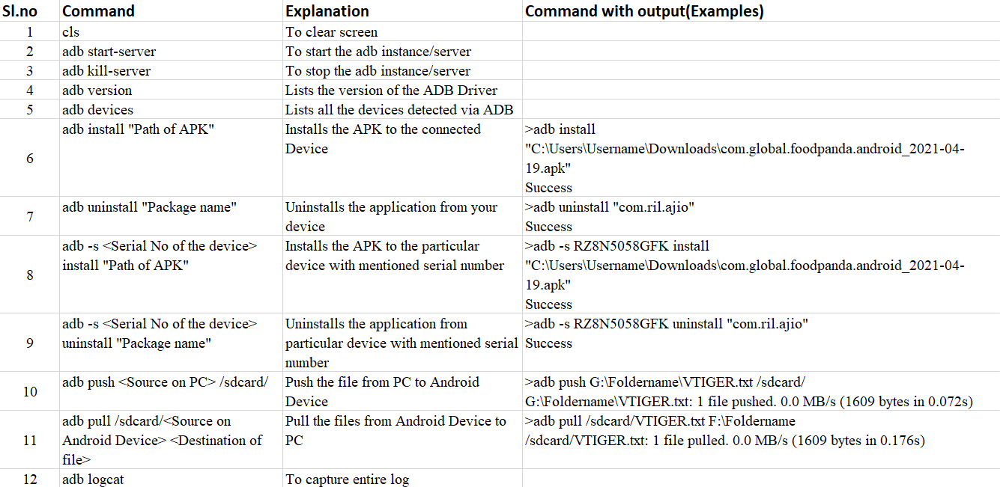 Sl.no Command Explanation Command with output(Examples)
1 cls To clear screen
2 adb start-server To start the adb instance/server
3 adb kill-server To stop the adb instance/server
4 adb version Lists the version of the ADB Driver
5 adb devices Lists all the devices detected via ADB
6
adb install "Path of APK"
Installs the APK to the connected
Device
>adb install
"C:\Users\Username\Downloads\com.global.foodpanda.android_2021-04-
19.apk"
Success
7
adb uninstall "Package name"
Uninstalls the application from your
device
>adb uninstall "com.ril.ajio"
Success
8
adb -s <Serial No of the device>
install "Path of APK"
Installs the APK to the particular
device with mentioned serial number
>adb -s RZ8N5058GFK install
"C:\Users\Username\Downloads\com.global.foodpanda.android_2021-04-
19.apk"
Success
9
adb -s <Serial No of the device>
uninstall "Package name"
Uninstalls the application from
particular device with mentioned serial
number
>adb -s RZ8N5058GFK uninstall "com.ril.ajio"
Success
10
adb push <Source on PC> /sdcard/
Push the file from PC to Android
Device
>adb push G:\Foldername\VTIGER.txt /sdcard/
G:\Foldername\VTIGER.txt: 1 file pushed. 0.0 MB/s (1609 bytes in 0.072s)
11
adb pull /sdcard/<Source on
Android Device> <Destination of
file>
Pull the files from Android Device to
PC
>adb pull /sdcard/VTIGER.txt F:\Foldername
/sdcard/VTIGER.txt: 1 file pulled. 0.0 MB/s (1609 bytes in 0.176s)
12 adb logcat To capture entire log